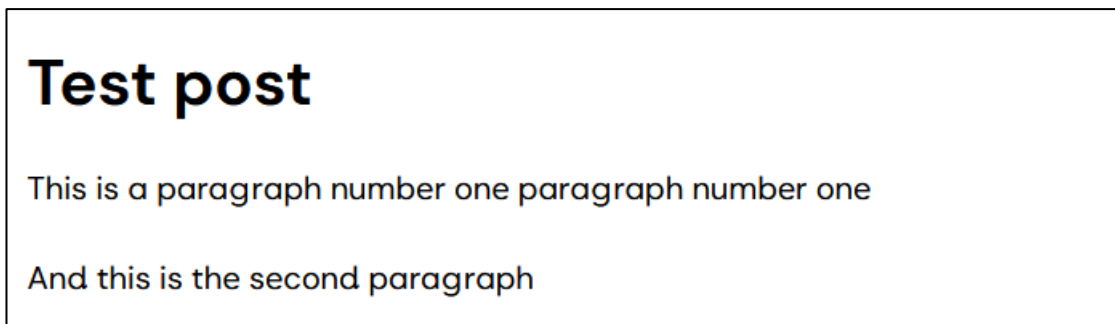 Test post
This is a paragraph number one paragraph number one
And this is the second paragraph